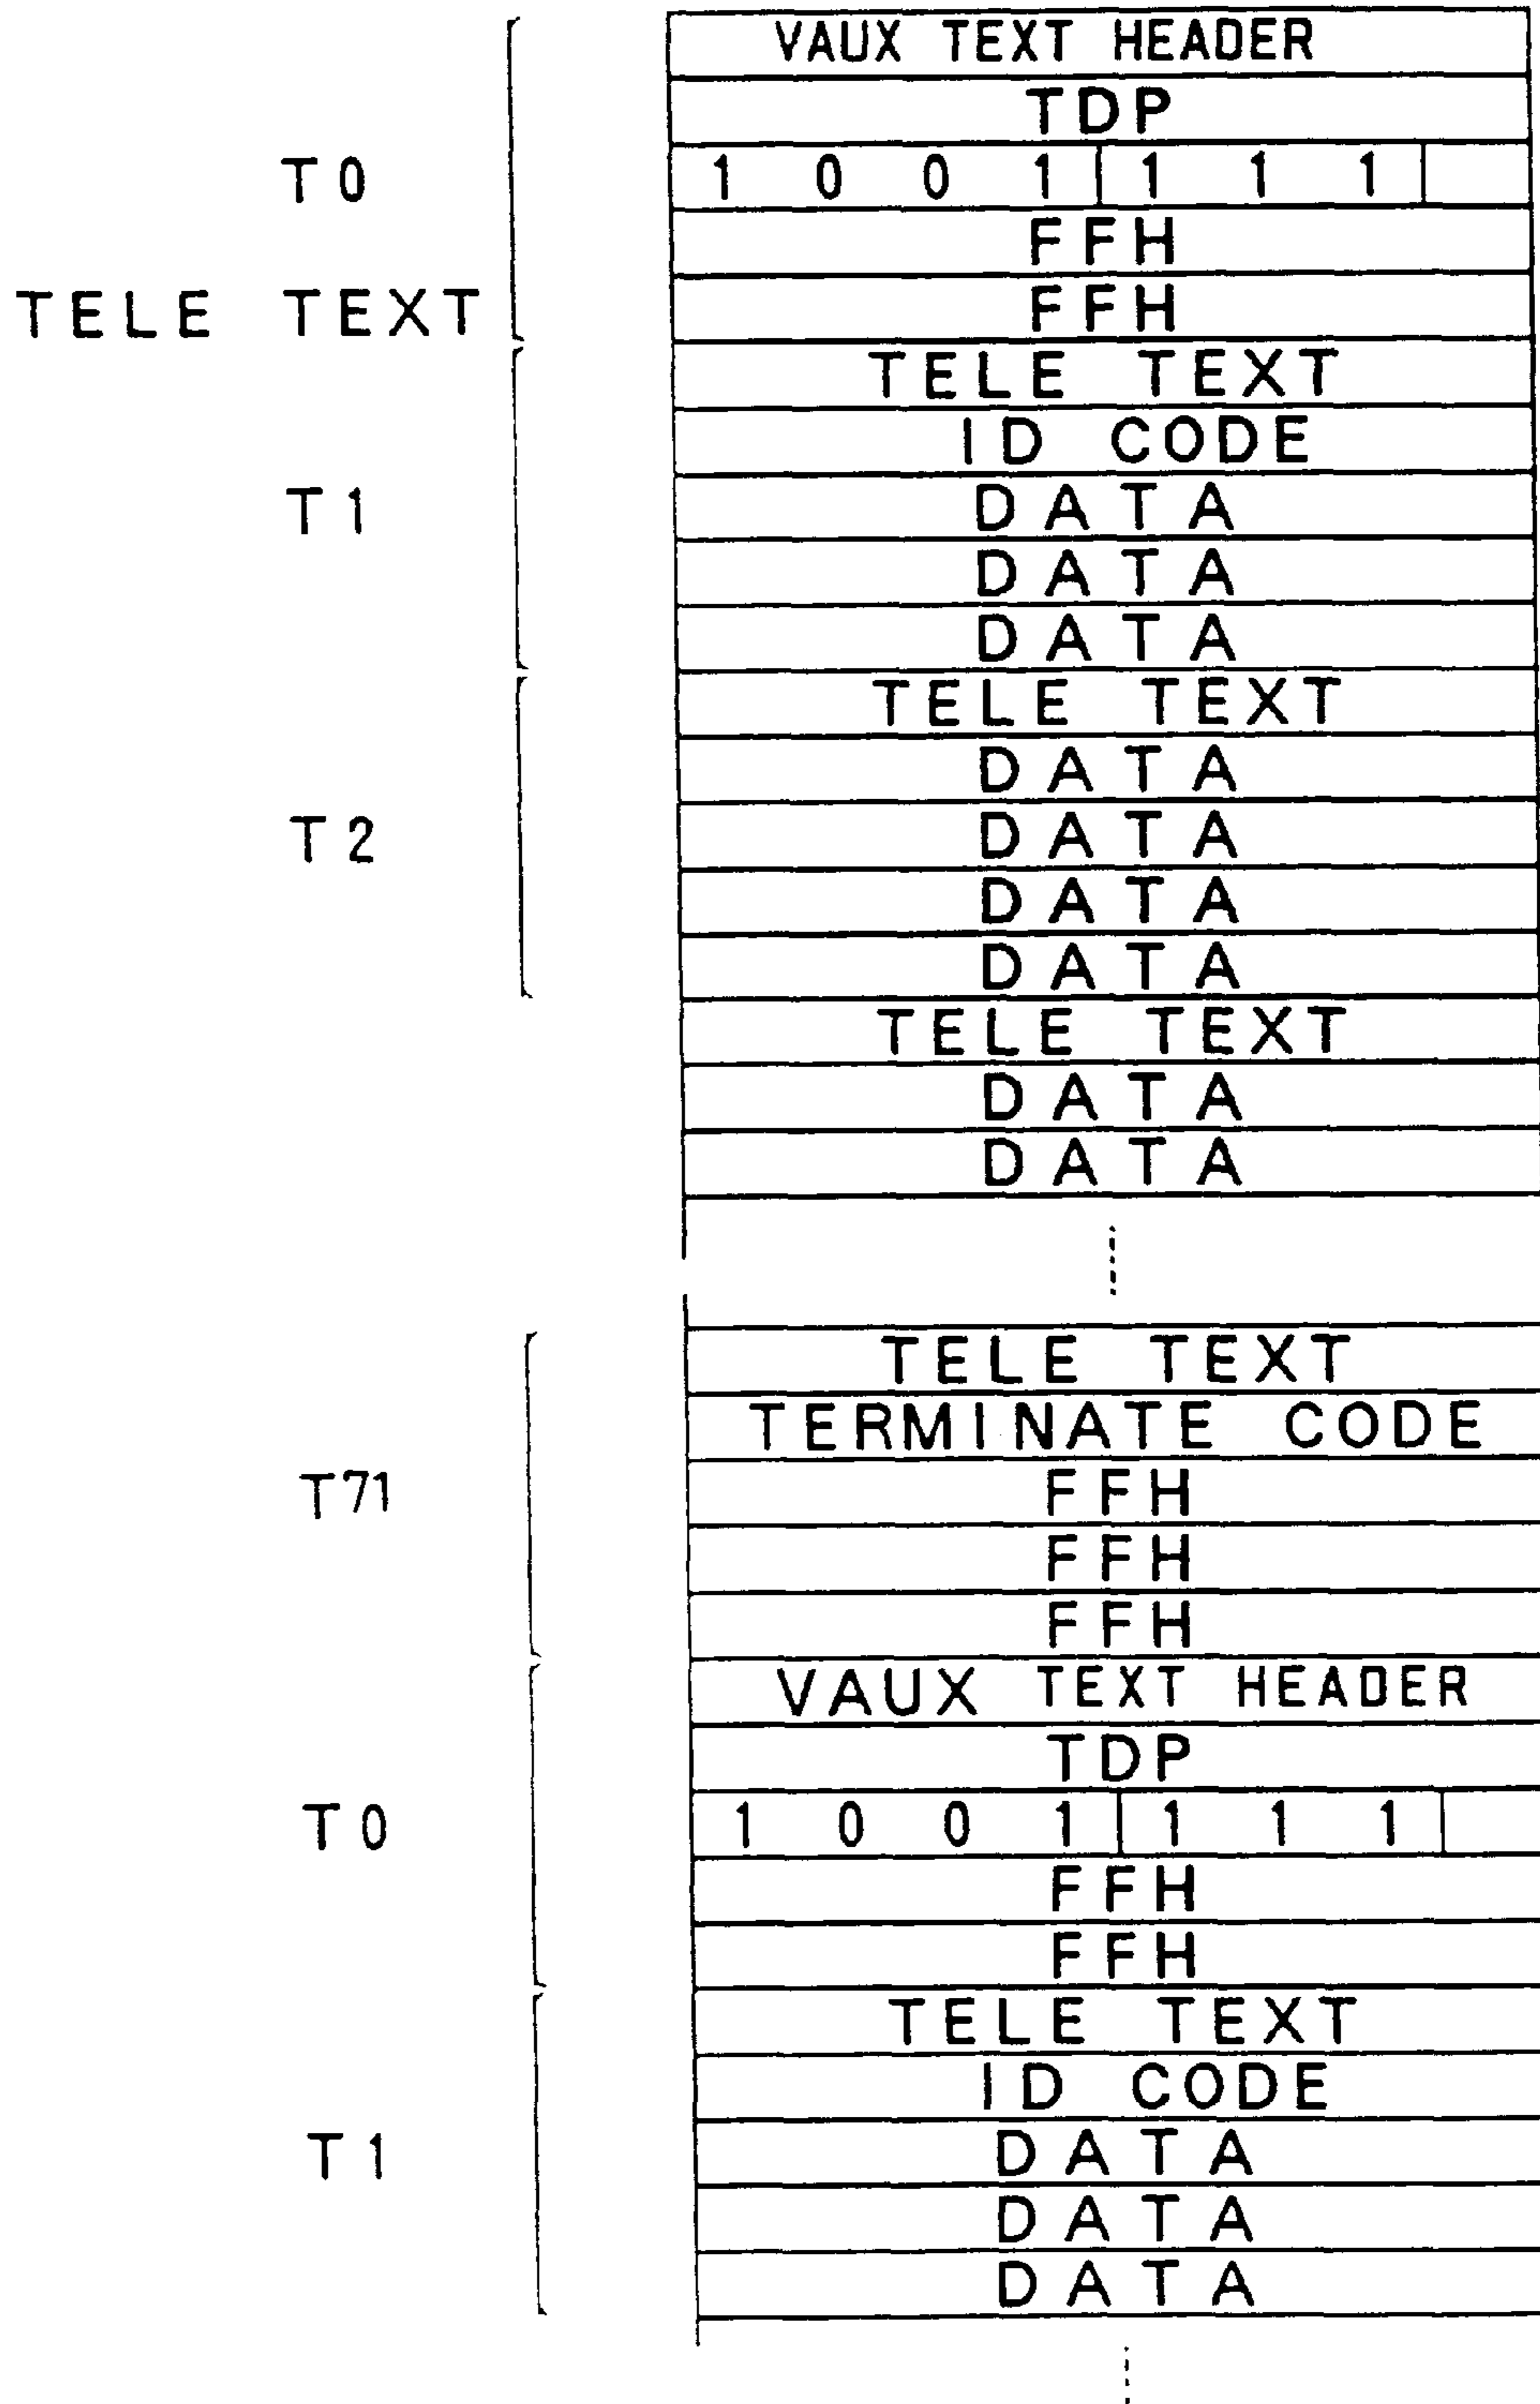 VAUX TEXT HEADER
TDP
T0 1 0 0 1 1 1 1
FFH
TELE TEXT FFH
TELE TEXT
ID CODE
T1 DATA
DATA
DATA
TELE TEXT
DATA
T2 DATA
DATA
DATA
TELE TEXT
DATA
DATA
TELE TEXT
TERMINATE CODE
T71 FFH
FFH
FFH
VAUX TEXT HEADER
TDP
T0 1 0 0 1 1 1 1
FFH
FFH
TELE TEXT
ID CODE
T1 DATA
DATA
DATA